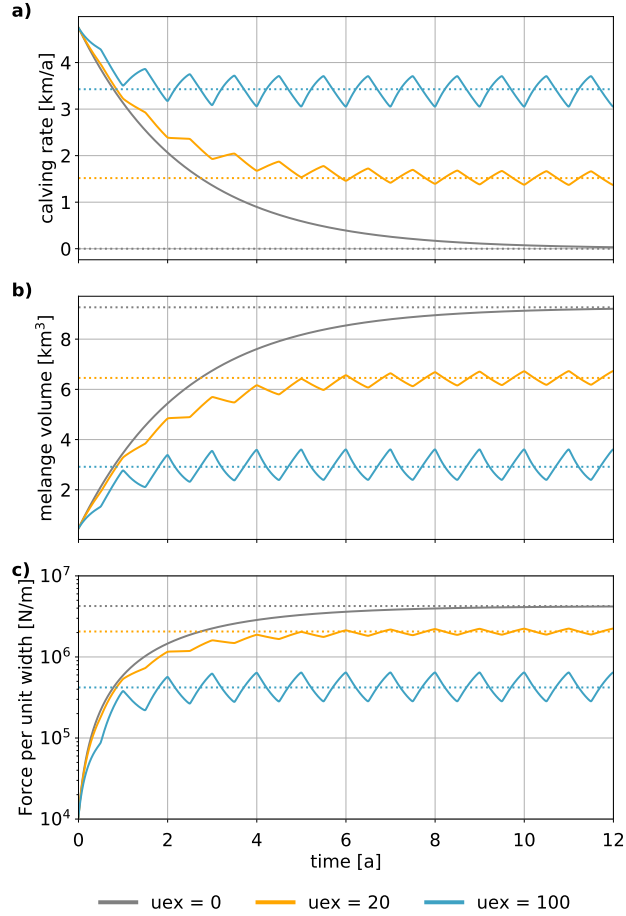 a)
calving rate [km/a]
4
3
2
1
0
b)
melange volume [km³]
8
6
4
2
c)
Force per unit width [N/m]
10⁷
10⁶
10⁵
10⁴
0 2 4 6 8 10 12
time [a]
uex = 0 uex = 20 uex = 100